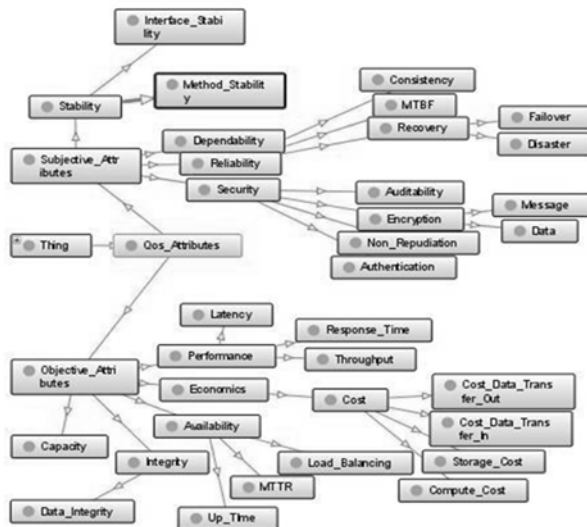 Interface_Stabi
lity
Method_Stabilit
y
Consistency
Stability
MTBF
Recovery
Failover
Dependability
Disaster
Subjective_Attr
ibutes
Reliability
Security
Auditability
Message
Encryption
Data
Thing
Qos_Attributes
Non_Repudiation
Authentication
Latency
Response_Time
Performance
Throughput
Objective_Attri
butes
Economics
Cost
Cost_Data_Trans
fer_Out
Cost_Data_Trans
fer_In
Availability
Capacity
Integrity
Load_Balancing
Storage_Cost
MTTR
Compute_Cost
Data_Integrity
Up_Time